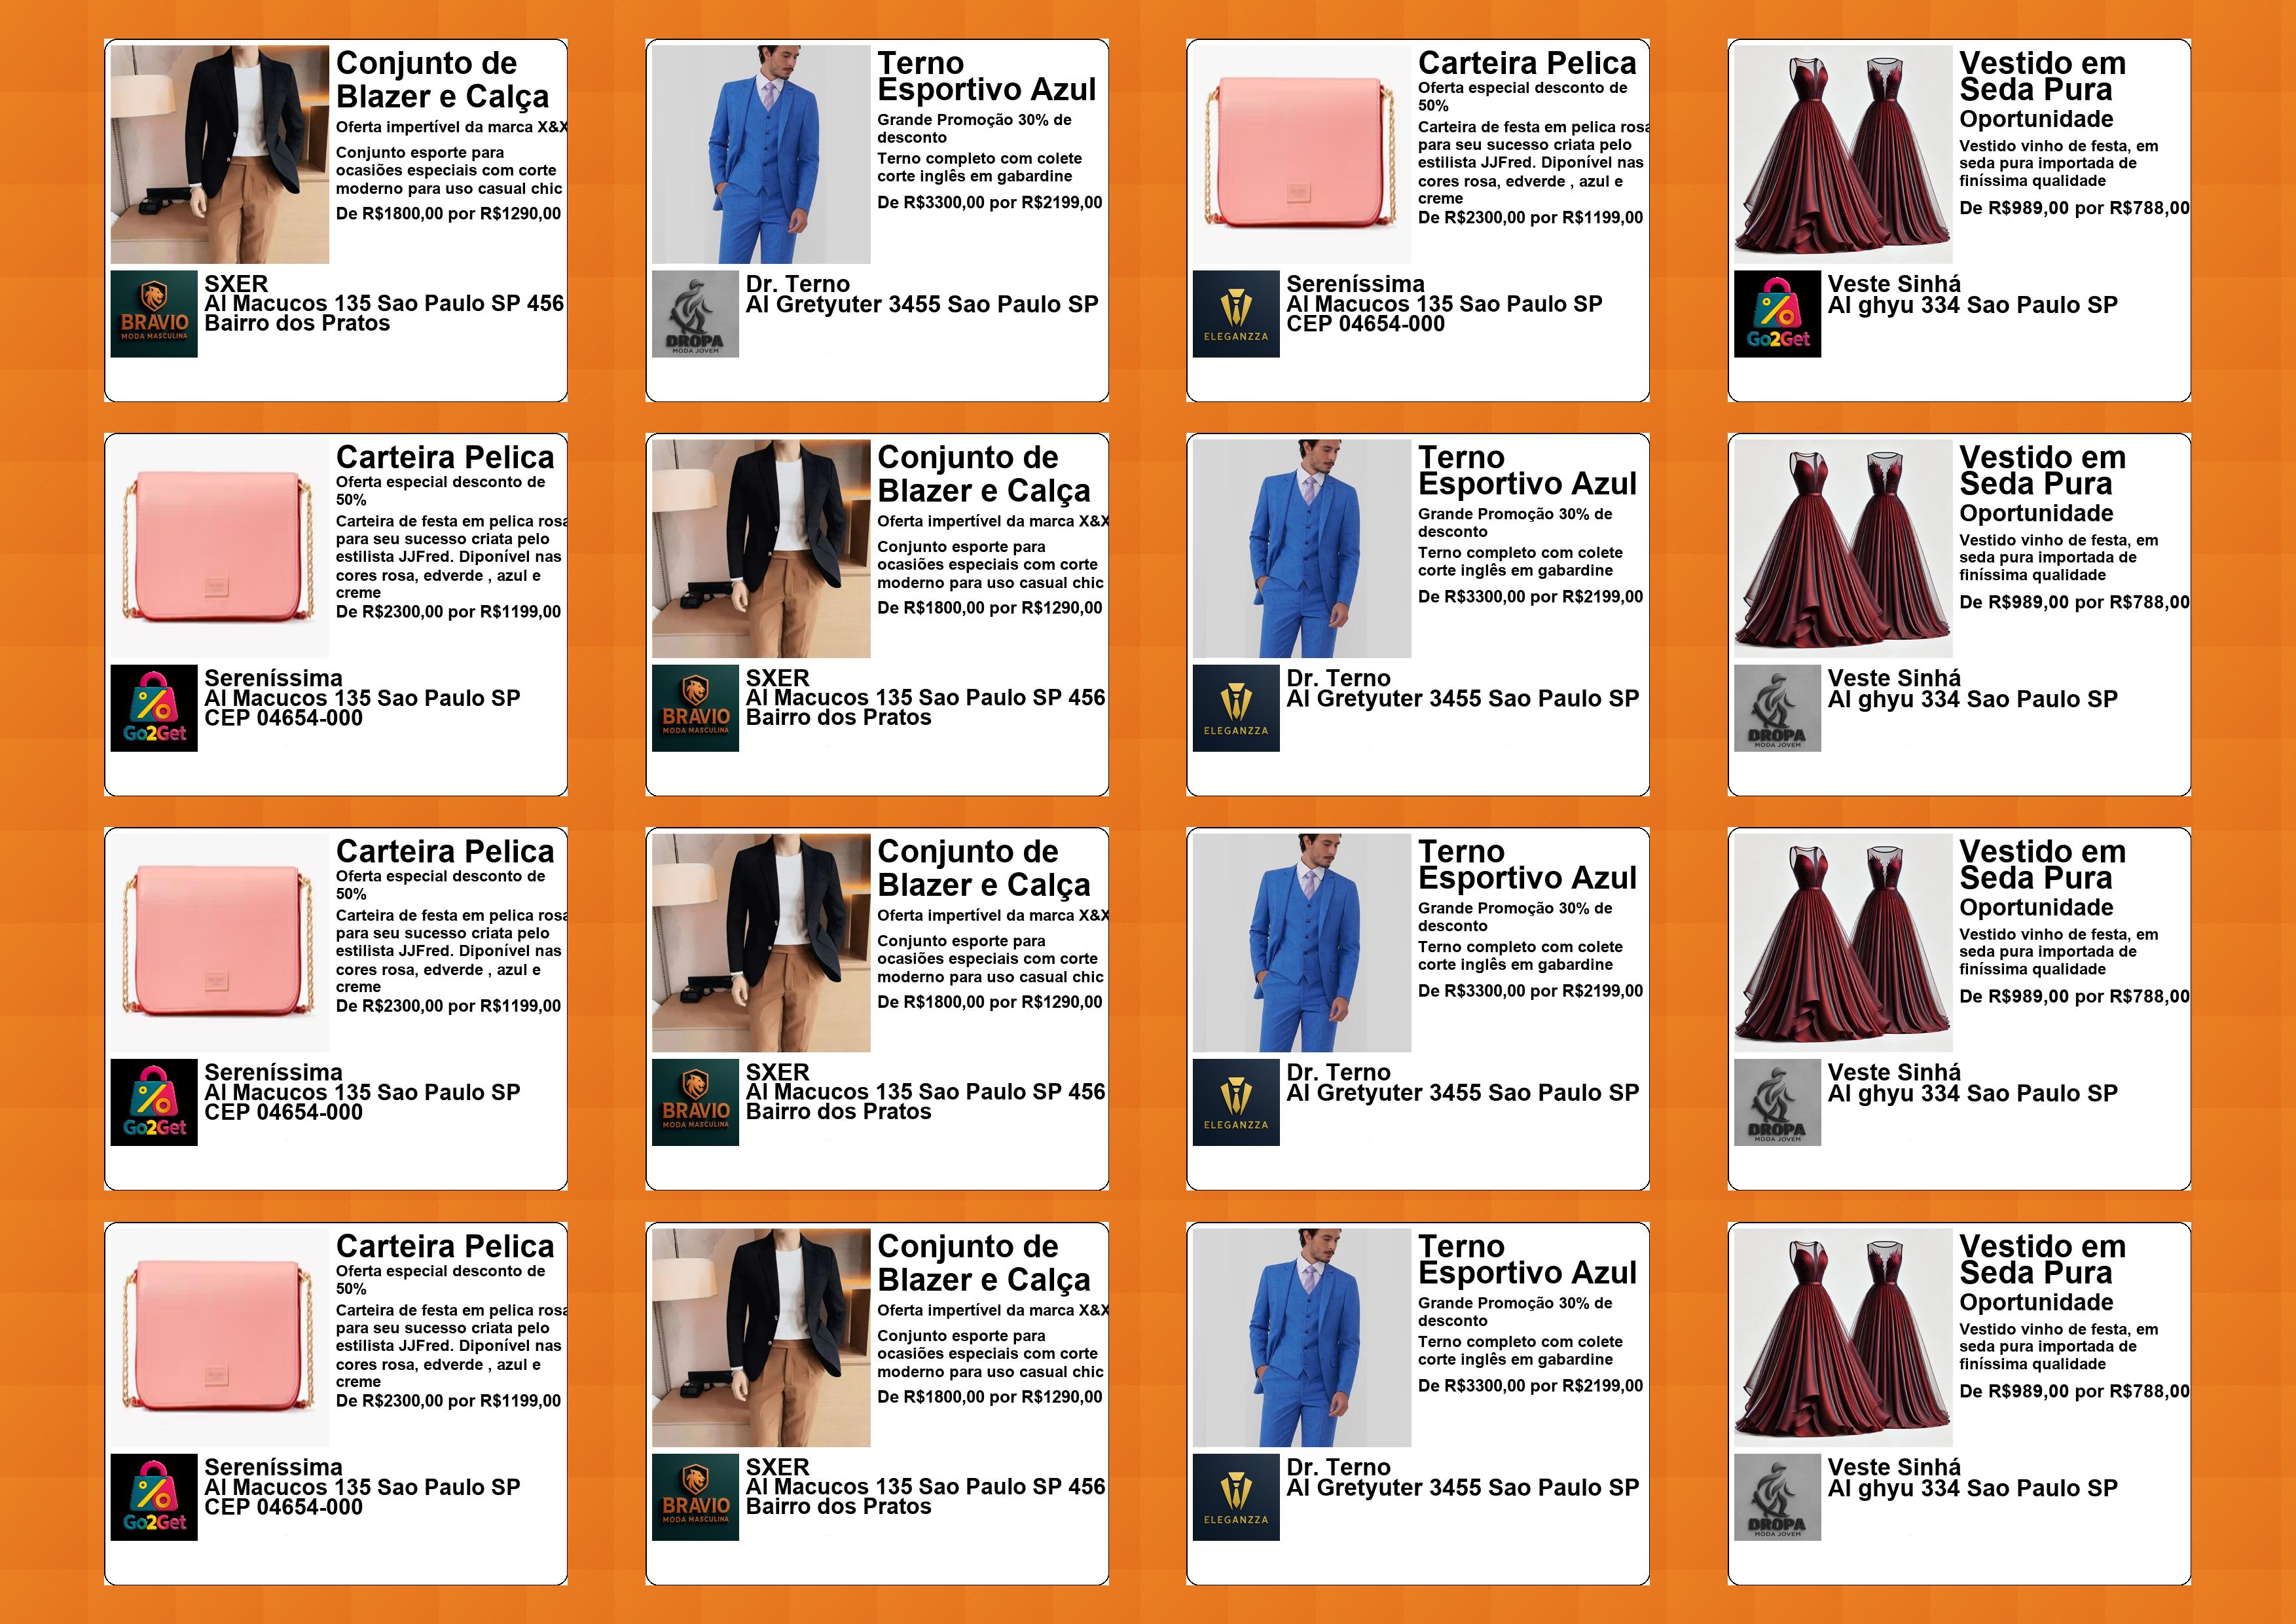 Conjunto de
Blazer e Calça
Oferta impertível da marca X&X
Conjunto esporte para
ocasiões especiais com corte
moderno para uso casual chic
De R$1800,00 por R$1290,00
BRAVIO
MODA MASCULINA
SXER
Al Macucos 135 Sao Paulo SP 456
Bairro dos Pratos
Terno
Esportivo Azul
Grande Promoção 30% de
desconto
Terno completo com colete
corte inglês em gabardine
De R$3300,00 por R$2199,00
DROPA
MODA JOVEM
Dr. Terno
Al Gretyuter 3455 Sao Paulo SP
Carteira Pelica
Oferta especial desconto de
50%
Carteira de festa em pelica rosa
para seu sucesso criata pelo
estilista JJFred. Diponível nas
cores rosa, edverde , azul e
creme
De R$2300,00 por R$1199,00
ELEGANZZA
Sereníssima
Al Macucos 135 Sao Paulo SP
CEP 04654-000
Vestido em
Seda Pura
Oportunidade
Vestido vinho de festa, em
seda pura importada de
finíssima qualidade
De R$989,00 por R$788,00
Go2Get
Veste Sinhá
Al ghyu 334 Sao Paulo SP
Carteira Pelica
Oferta especial desconto de
50%
Carteira de festa em pelica rosa
para seu sucesso criata pelo
estilista JJFred. Diponível nas
cores rosa, edverde , azul e
creme
De R$2300,00 por R$1199,00
Go2Get
Sereníssima
Al Macucos 135 Sao Paulo SP
CEP 04654-000
Conjunto de
Blazer e Calça
Oferta impertível da marca X&X
Conjunto esporte para
ocasiões especiais com corte
moderno para uso casual chic
De R$1800,00 por R$1290,00
BRAVIO
MODA MASCULINA
SXER
Al Macucos 135 Sao Paulo SP 456
Bairro dos Pratos
Terno
Esportivo Azul
Grande Promoção 30% de
desconto
Terno completo com colete
corte inglês em gabardine
De R$3300,00 por R$2199,00
ELEGANZZA
Dr. Terno
Al Gretyuter 3455 Sao Paulo SP
Vestido em
Seda Pura
Oportunidade
Vestido vinho de festa, em
seda pura importada de
finíssima qualidade
De R$989,00 por R$788,00
DROPA
MODA JOVEM
Veste Sinhá
Al ghyu 334 Sao Paulo SP
Carteira Pelica
Oferta especial desconto de
50%
Carteira de festa em pelica rosa
para seu sucesso criata pelo
estilista JJFred. Diponível nas
cores rosa, edverde , azul e
creme
De R$2300,00 por R$1199,00
Go2Get
Sereníssima
Al Macucos 135 Sao Paulo SP
CEP 04654-000
Conjunto de
Blazer e Calça
Oferta impertível da marca X&X
Conjunto esporte para
ocasiões especiais com corte
moderno para uso casual chic
De R$1800,00 por R$1290,00
BRAVIO
MODA MASCULINA
SXER
Al Macucos 135 Sao Paulo SP 456
Bairro dos Pratos
Terno
Esportivo Azul
Grande Promoção 30% de
desconto
Terno completo com colete
corte inglês em gabardine
De R$3300,00 por R$2199,00
ELEGANZZA
Dr. Terno
Al Gretyuter 3455 Sao Paulo SP
Vestido em
Seda Pura
Oportunidade
Vestido vinho de festa, em
seda pura importada de
finíssima qualidade
De R$989,00 por R$788,00
DROPA
MODA JOVEM
Veste Sinhá
Al ghyu 334 Sao Paulo SP
Carteira Pelica
Oferta especial desconto de
50%
Carteira de festa em pelica rosa
para seu sucesso criata pelo
estilista JJFred. Diponível nas
cores rosa, edverde , azul e
creme
De R$2300,00 por R$1199,00
Go2Get
Sereníssima
Al Macucos 135 Sao Paulo SP
CEP 04654-000
Conjunto de
Blazer e Calça
Oferta impertível da marca X&X
Conjunto esporte para
ocasiões especiais com corte
moderno para uso casual chic
De R$1800,00 por R$1290,00
BRAVIO
MODA MASCULINA
SXER
Al Macucos 135 Sao Paulo SP 456
Bairro dos Pratos
Terno
Esportivo Azul
Grande Promoção 30% de
desconto
Terno completo com colete
corte inglês em gabardine
De R$3300,00 por R$2199,00
ELEGANZZA
Dr. Terno
Al Gretyuter 3455 Sao Paulo SP
Vestido em
Seda Pura
Oportunidade
Vestido vinho de festa, em
seda pura importada de
finíssima qualidade
De R$989,00 por R$788,00
DROPA
MODA JOVEM
Veste Sinhá
Al ghyu 334 Sao Paulo SP